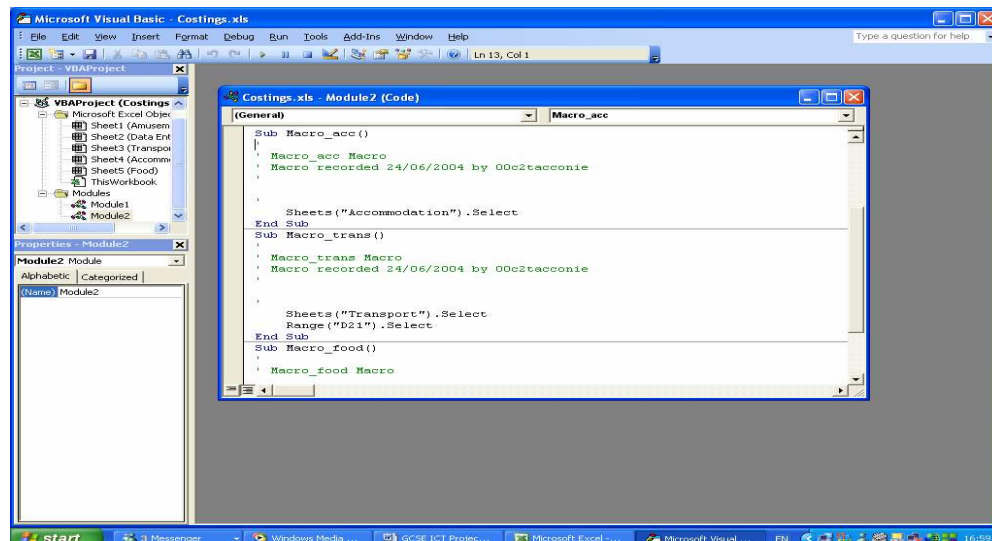 Microsoft Visual Basic - Costings.xls
File Edit View Insert Format Debug Run Tools Add-Ins Window Help
Type a question for help
Ln 13, Col 1
Project - VBAProject
VBAProject (Costings
Microsoft Excel Objec
Sheet1 (Amusem
Sheet2 (Data Ent
Sheet3 (Transpor
Sheet4 (Accommo
Sheet5 (Food)
ThisWorkbook
Modules
Module1
Module2
Properties - Module2
Module2 Module
Alphabetic Categorized
(Name) Module2
Costings.xls - Module2 (Code)
(General) Macro_acc
Sub Macro_acc()
'
' Macro_acc Macro
' Macro recorded 24/06/2004 by 00c2tacconie
'
'
Sheets("Accommodation").Select
End Sub
Sub Macro_trans()
'
' Macro_trans Macro
' Macro recorded 24/06/2004 by 00c2tacconie
'
'
Sheets("Transport").Select
Range("D21").Select
End Sub
Sub Macro_food()
'
' Macro_food Macro
start 3 Messenger Windows Media ... GCSE ICT Projec... Microsoft Excel -... Microsoft Visual ... EN 16:59